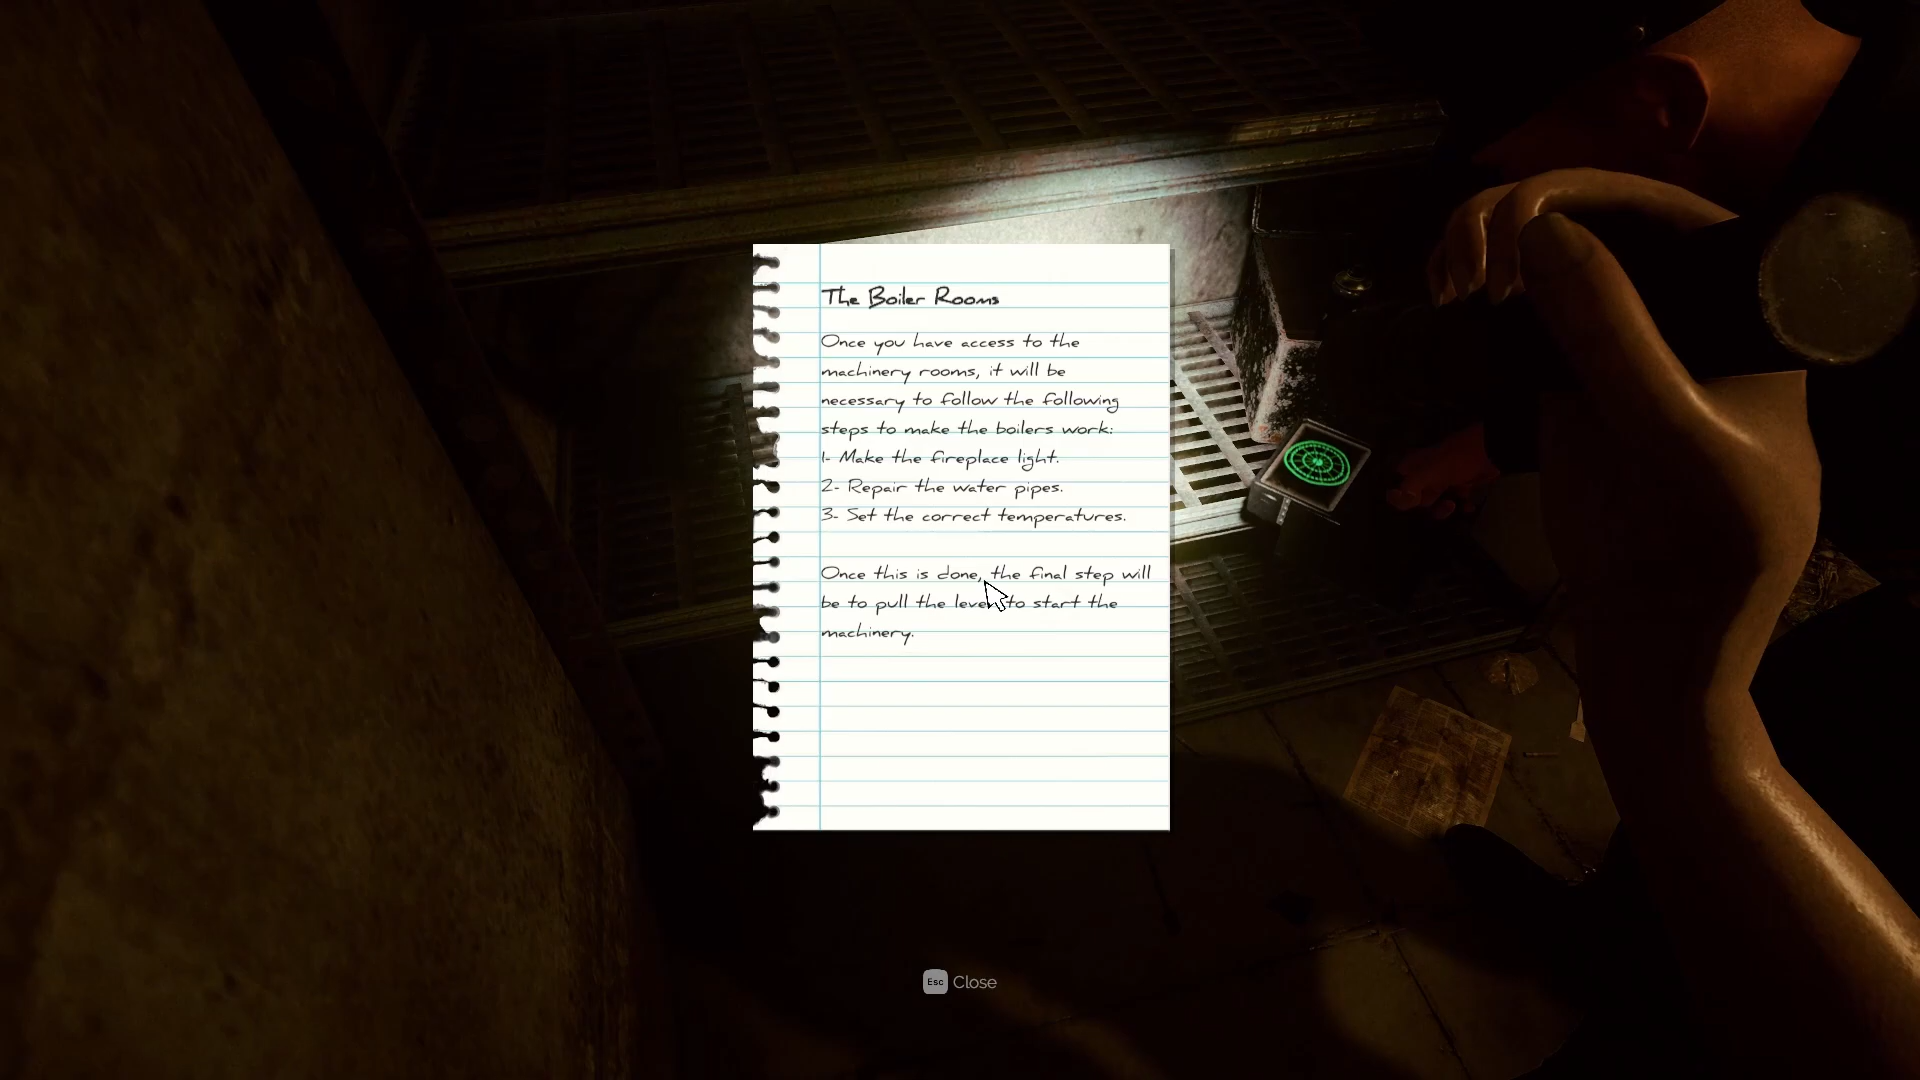 The Boiler Rooms
Once you have access to the
machinery rooms, it will be
necessary to follow the following
steps to make the boilers work:
1- Make the fireplace light.
2- Repair the water pipes.
3- Set the correct temperatures.
Once this is done, the final step will
be to pull the lever to start the
machinery.
Esc Close